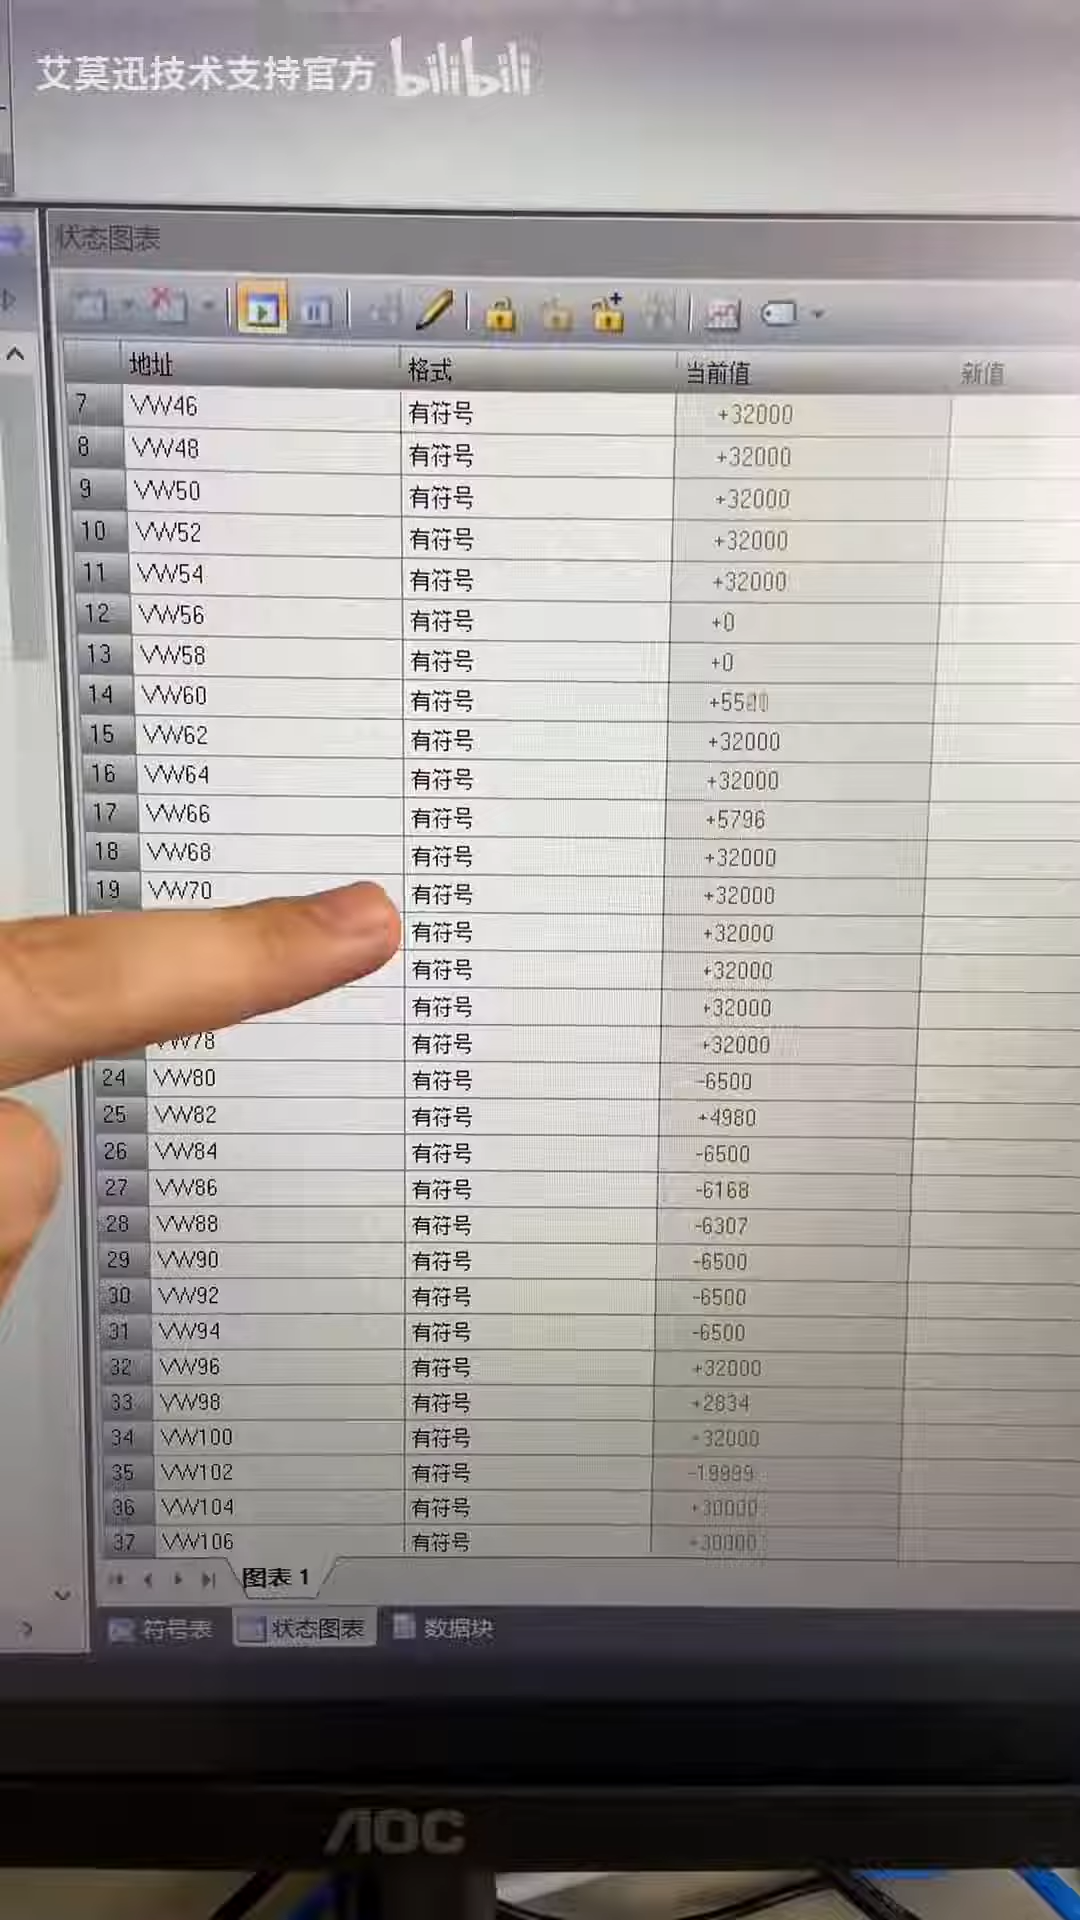 艾莫迅技术支持官方 bilibili
状态图表
地址 格式 当前值 新值
7 VW46 有符号 +32000
8 VW48 有符号 +32000
9 VW50 有符号 +32000
10 VW52 有符号 +32000
11 VW54 有符号 +32000
12 VW56 有符号 +0
13 VW58 有符号 +0
14 VW60 有符号
15 VW62 有符号 +32000
16 VW64 有符号 +32000
17 VW66 有符号 +5796
18 VW68 有符号 +32000
19 VW70 有符号 +32000
有符号 +32000
有符号 +32000
有符号 +32000
VW78 有符号 +32000
24 VW80 有符号 -6500
25 VW82 有符号 +4980
26 VW84 有符号 -6500
27 VW86 有符号 -6168
28 VW88 有符号 -6307
29 VW90 有符号 -6500
30 VW92 有符号 -6500
31 VW94 有符号 -6500
32 VW96 有符号 +32000
33 VW98 有符号 +2834
34 VW100 有符号 +32000
35 VW102 有符号 -19999
36 VW104 有符号 +30000
37 VW106 有符号 +30000
图表 1
符号表 状态图表 数据块
AOC